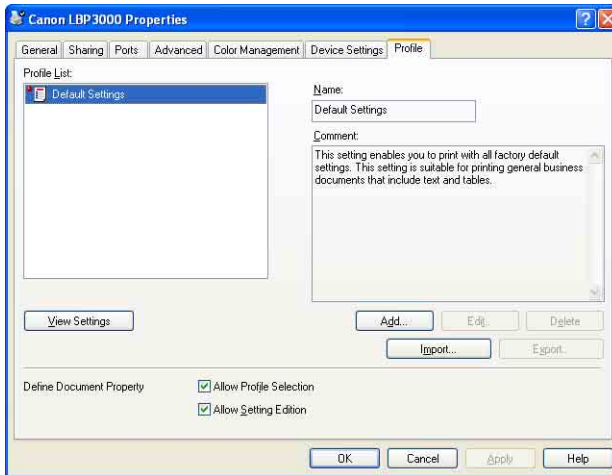 Canon LBP3000 Properties
General Sharing Ports Advanced Color Management Device Settings Profile
Profile List:
Default Settings
Name:
Default Settings
Comment:
This setting enables you to print with all factory default
settings. This setting is suitable for printing general business
documents that include text and tables.
View Settings
Add... Edit... Delete
Import... Export...
Define Document Property
Allow Profile Selection
Allow Setting Edition
OK Cancel Apply Help